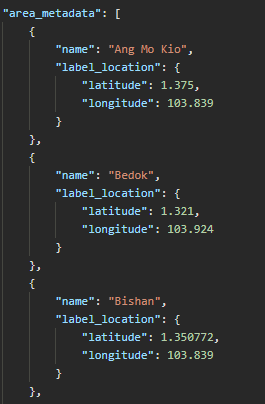 "area_metadata": [
{
"name": "Ang Mo Kio",
"label_location": {
"latitude": 1.375,
"longitude": 103.839
}
},
{
"name": "Bedok",
"label_location": {
"latitude": 1.321,
"longitude": 103.924
}
},
{
"name": "Bishan",
"label_location": {
"latitude": 1.350772,
"longitude": 103.839
}
},